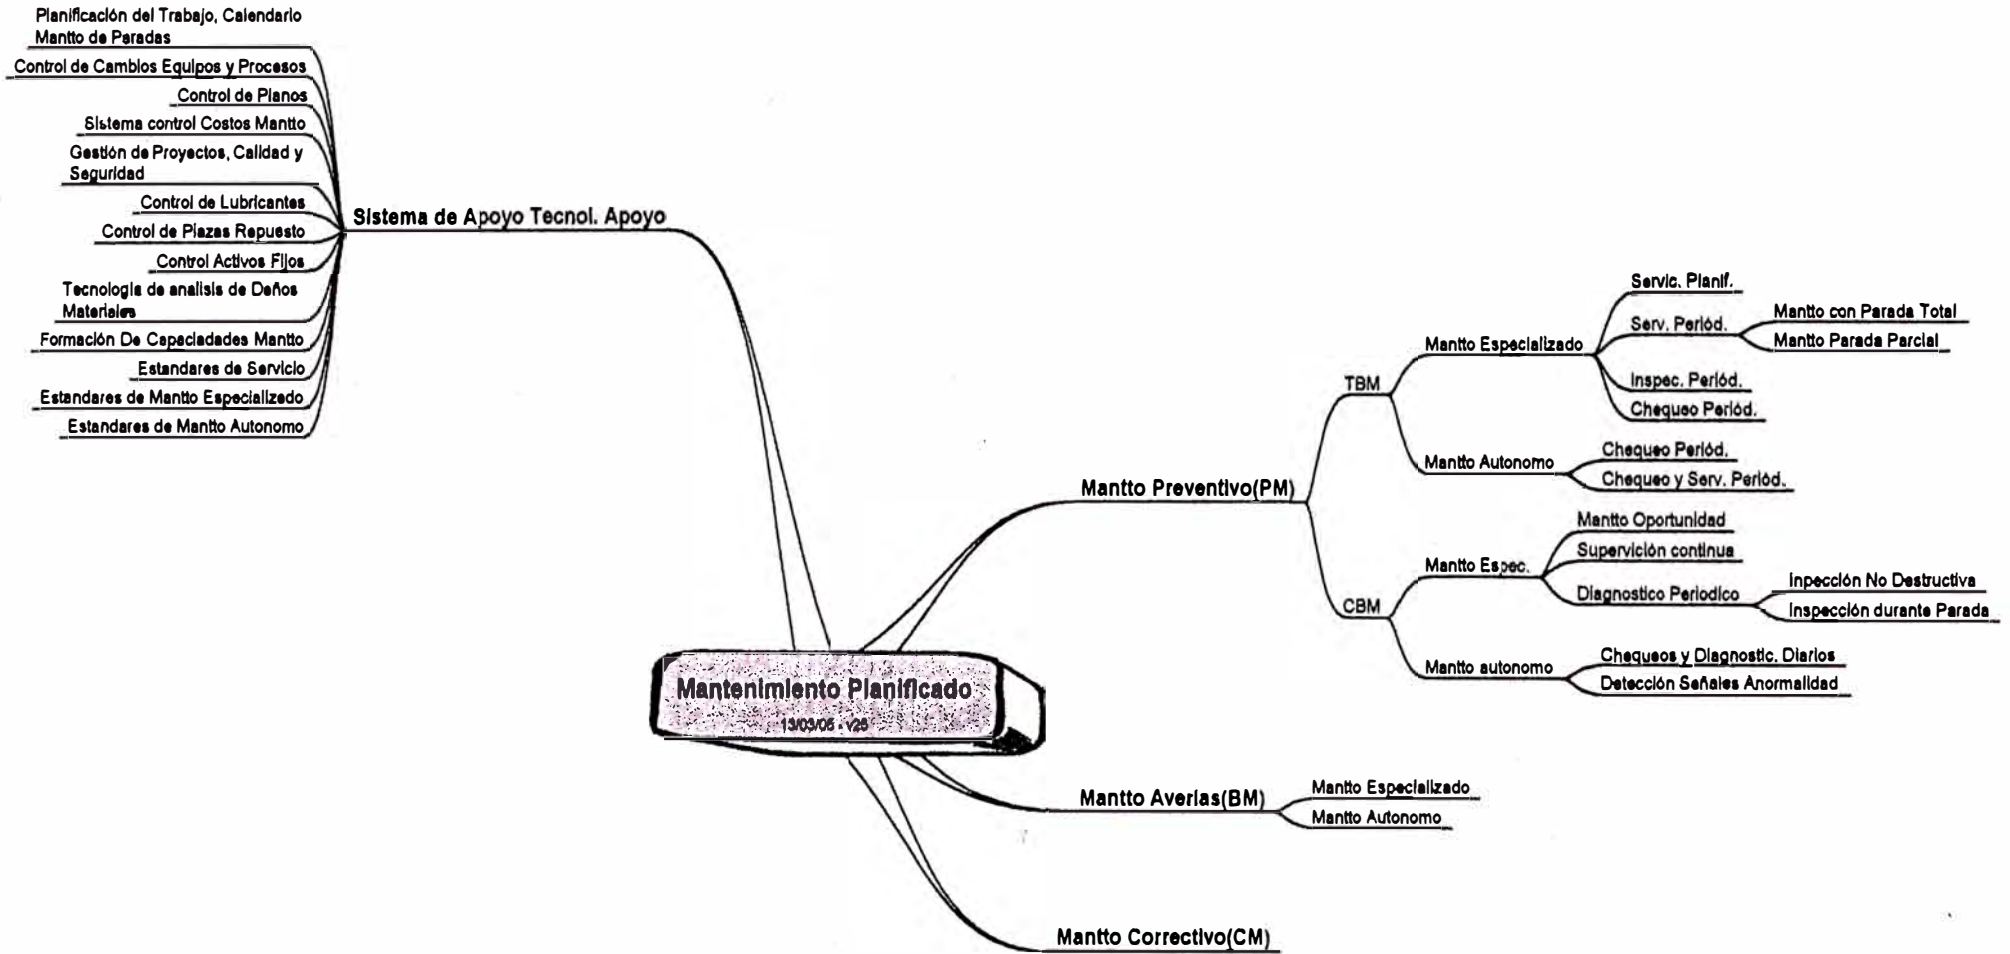 Planificación del Trabajo, Calendario
Mantto de Paradas
Control de Cambios Equipos y Procesos
Control de Planos
Sistema control Costos Mantto
Gestión de Proyectos, Calidad y
Seguridad
Control de Lubricantes
Control de Piezas Repuesto
Control Activos Fijos
Tecnologia de analisis de Daños
Materiales
Formación De Capaciadades Mantto
Estandares de Servicio
Estandares de Mantto Especializado
Estandares de Mantto Autonomo
Sistema de Apoyo Tecnol. Apoyo
Mantenimiento Planificado
13/03/05 - v25
Mantto Preventivo(PM)
TBM
Mantto Especializado
Servic. Planif.
Serv. Periód.
Mantto con Parada Total
Mantto Parada Parcial
Inspec. Periód.
Chequeo Periód.
Mantto Autonomo
Chequeo Periód.
Chequeo y Serv. Periód.
CBM
Mantto Espec.
Mantto Oportunidad
Supervición continua
Diagnostico Periodico
Inpección No Destructiva
Inspección durante Parada
Mantto autonomo
Chequeos y Diagnostic. Diarios
Detección Señales Anormalidad
Mantto Averias(BM)
Mantto Especializado
Mantto Autonomo
Mantto Correctivo(CM)